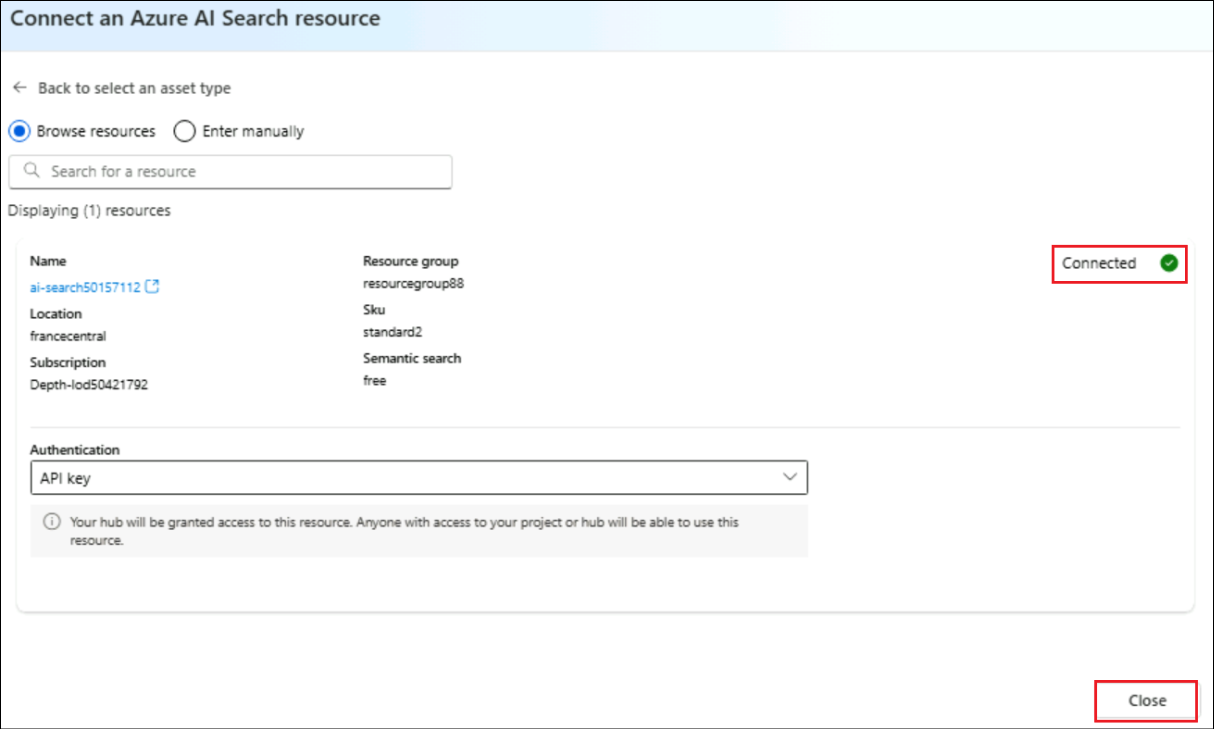 Connect an Azure AI Search resource
Back to select an asset type
Browse resources
Enter manually
Search for a resource
Displaying (1) resources
Name
ai-search50157112
Location
francecentral
Subscription
Depth-lod50421792
Resource group
resourcegroup88
Sku
standard2
Semantic search
free
Connected
Authentication
API key
Your hub will be granted access to this resource. Anyone with access to your project or hub will be able to use this
resource.
Close